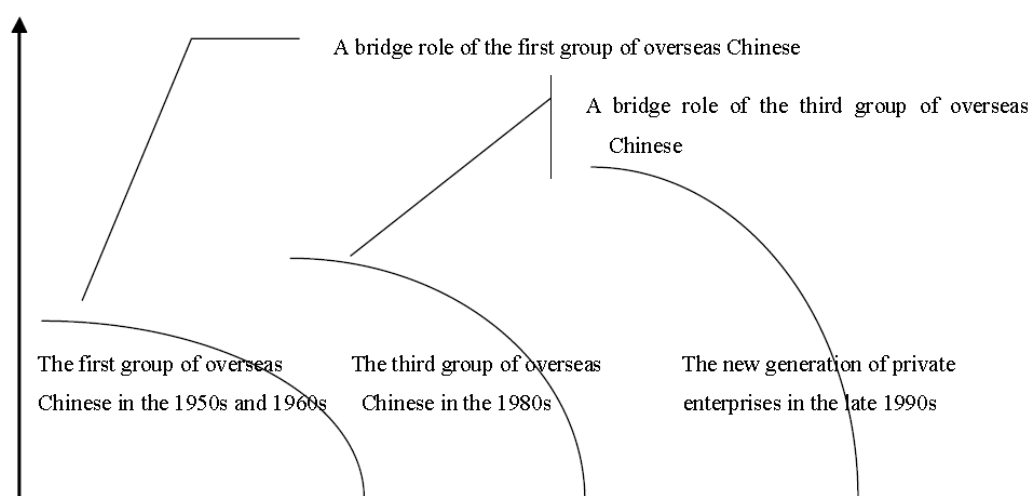 A bridge role of the first group of overseas Chinese
A bridge role of the third group of overseas
Chinese
The first group of overseas
Chinese in the 1950s and 1960s
The third group of overseas
Chinese in the 1980s
The new generation of private
enterprises in the late 1990s